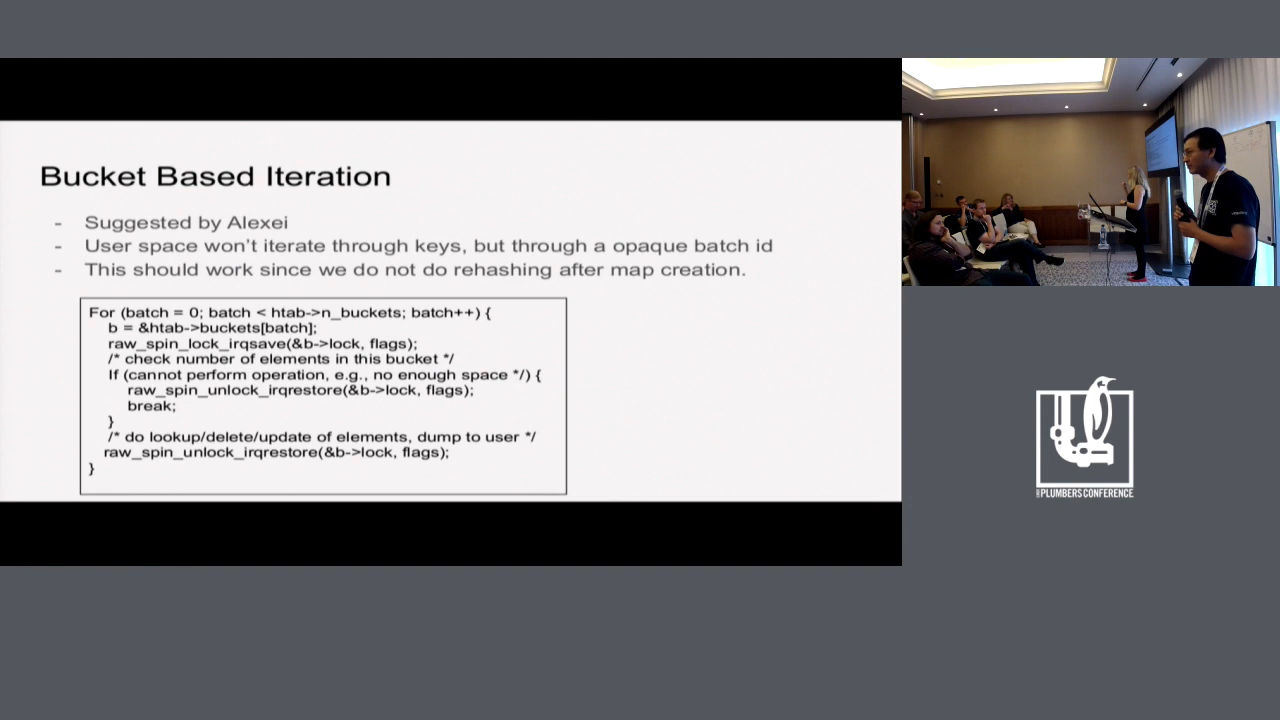 Bucket Based Iteration
- Suggested by Alexei
- User space won't iterate through keys, but through a opaque batch id
- This should work since we do not do rehashing after map creation.
For (batch = 0; batch < htab->n_buckets; batch++) {
b = &htab->buckets[batch];
raw_spin_lock_irqsave(&b->lock, flags);
/* check number of elements in this bucket */
If (cannot perform operation, e.g., no enough space */) {
raw_spin_unlock_irqrestore(&b->lock, flags);
break;
}
/* do lookup/delete/update of elements, dump to user */
raw_spin_unlock_irqrestore(&b->lock, flags);
}
PLUMBERS CONFERENCE